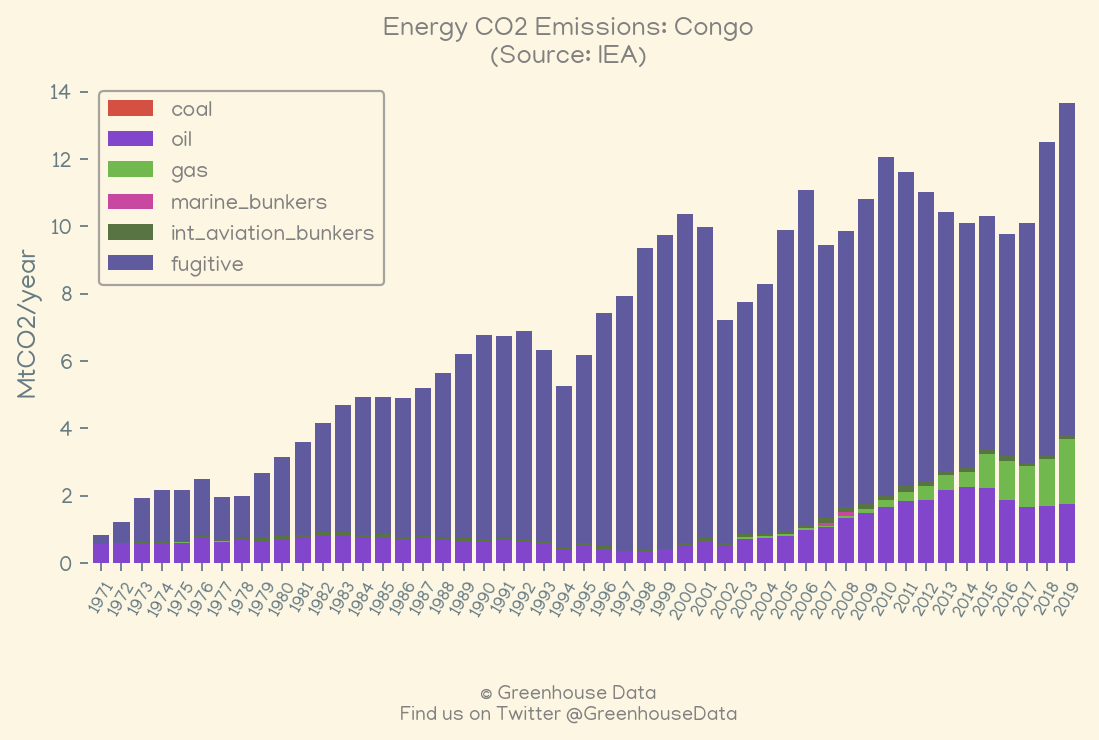 Energy CO2 Emissions: Congo
(Source: IEA)
MtCO2/year
14
12
10
8
6
4
2
0
coal
oil
gas
marine_bunkers
int_aviation_bunkers
fugitive
1971 1972 1973 1974 1975 1976 1977 1978 1979 1980 1981 1982 1983 1984 1985 1986 1987 1988 1989 1990 1991 1992 1993 1994 1995 1996 1997 1998 1999 2000 2001 2002 2003 2004 2005 2006 2007 2008 2009 2010 2011 2012 2013 2014 2015 2016 2017 2018 2019
© Greenhouse Data
Find us on Twitter @GreenhouseData